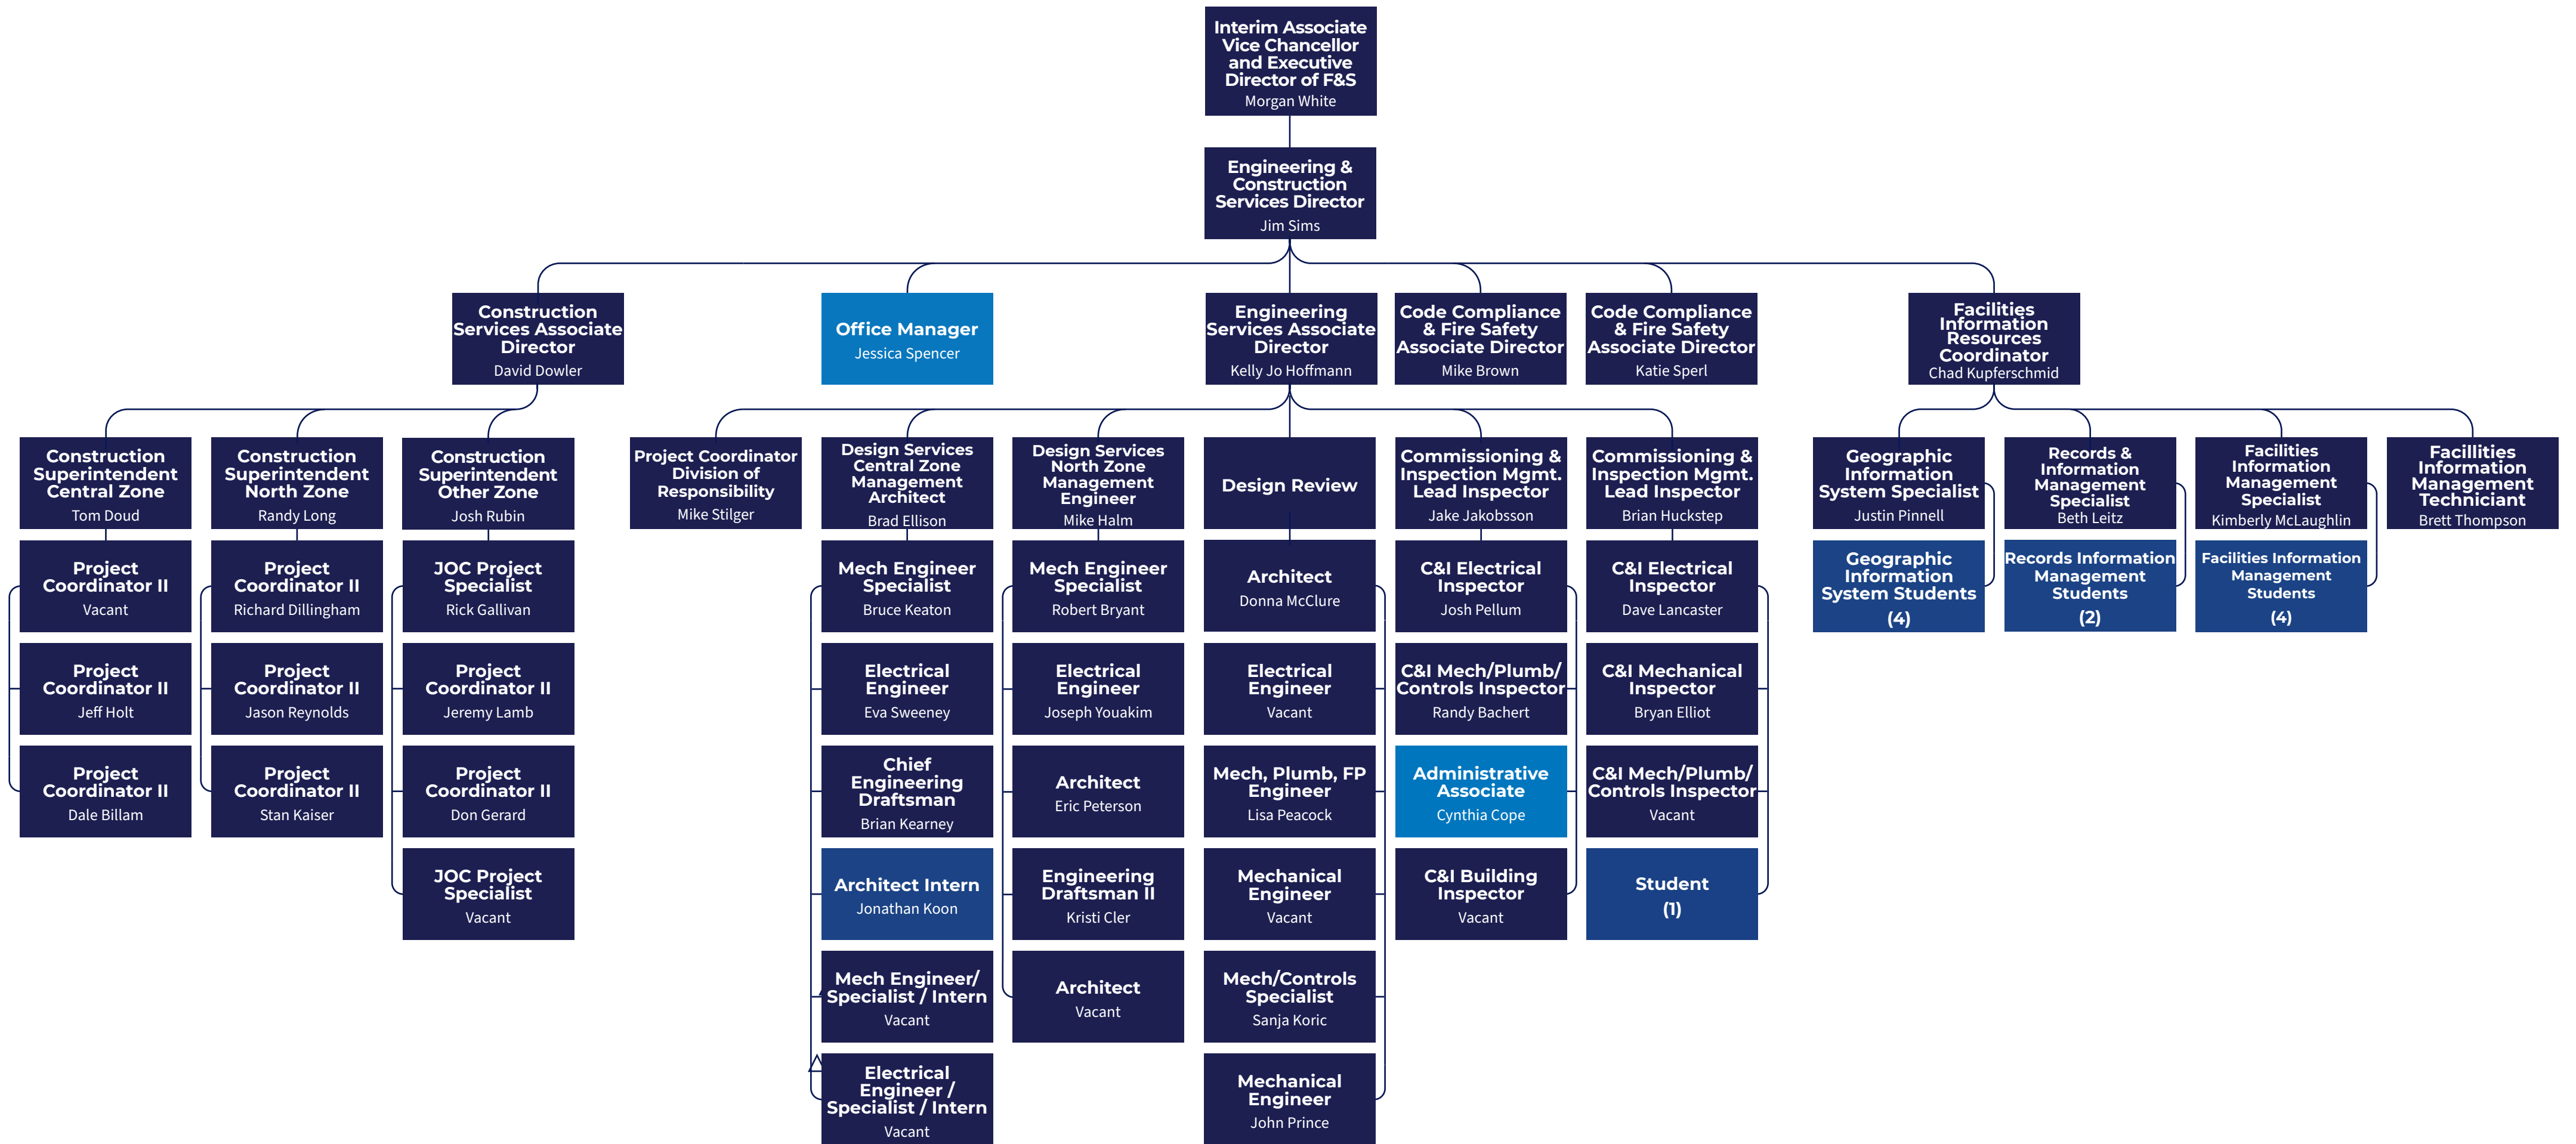 Interim Associate
Vice Chancellor
and Executive
Director of F&S
Morgan White
Engineering &
Construction
Services Director
Jim Sims
Construction
Services Associate
Director
David Dowler
Office Manager
Jessica Spencer
Engineering
Services Associate
Director
Kelly Jo Hoffmann
Code Compliance
& Fire Safety
Associate Director
Mike Brown
Code Compliance
& Fire Safety
Associate Director
Katie Sperl
Facilities
Information
Resources
Coordinator
Chad Kupferschmid
Construction
Superintendent
Central Zone
Tom Doud
Construction
Superintendent
North Zone
Randy Long
Construction
Superintendent
Other Zone
Josh Rubin
Project Coordinator
Division of
Responsibility
Mike Stilger
Design Services
Central Zone
Management
Architect
Brad Ellison
Design Services
North Zone
Management
Engineer
Mike Halm
Design Review
Commissioning &
Inspection Mgmt.
Lead Inspector
Jake Jakobsson
Commissioning &
Inspection Mgmt.
Lead Inspector
Brian Huckstep
Geographic
Information
System Specialist
Justin Pinnell
Records &
Information
Management
Specialist
Beth Leitz
Facilities
Information
Management
Specialist
Kimberly McLaughlin
Facillities
Information
Management
Techniciant
Brett Thompson
Project
Coordinator II
Vacant
Project
Coordinator II
Richard Dillingham
JOC Project
Specialist
Rick Gallivan
Mech Engineer
Specialist
Bruce Keaton
Mech Engineer
Specialist
Robert Bryant
Architect
Donna McClure
C&I Electrical
Inspector
Josh Pellum
C&I Electrical
Inspector
Dave Lancaster
Geographic
Information
System Students
(4)
Records Information
Management
Students
(2)
Facilities Information
Management
Students
(4)
Project
Coordinator II
Jeff Holt
Project
Coordinator II
Jason Reynolds
Project
Coordinator II
Jeremy Lamb
Electrical
Engineer
Eva Sweeney
Electrical
Engineer
Joseph Youakim
Electrical
Engineer
Vacant
C&I Mech/Plumb/
Controls Inspector
Randy Bachert
C&I Mechanical
Inspector
Bryan Elliot
Project
Coordinator II
Dale Billam
Project
Coordinator II
Stan Kaiser
Project
Coordinator II
Don Gerard
Chief
Engineering
Draftsman
Brian Kearney
Architect
Eric Peterson
Mech, Plumb, FP
Engineer
Lisa Peacock
Administrative
Associate
Cynthia Cope
C&I Mech/Plumb/
Controls Inspector
Vacant
JOC Project
Specialist
Vacant
Architect Intern
Jonathan Koon
Engineering
Draftsman II
Kristi Cler
Mechanical
Engineer
Vacant
C&I Building
Inspector
Vacant
Student
(1)
Mech Engineer/
Specialist / Intern
Vacant
Architect
Vacant
Mech/Controls
Specialist
Sanja Koric
Electrical
Engineer /
Specialist / Intern
Vacant
Mechanical
Engineer
John Prince